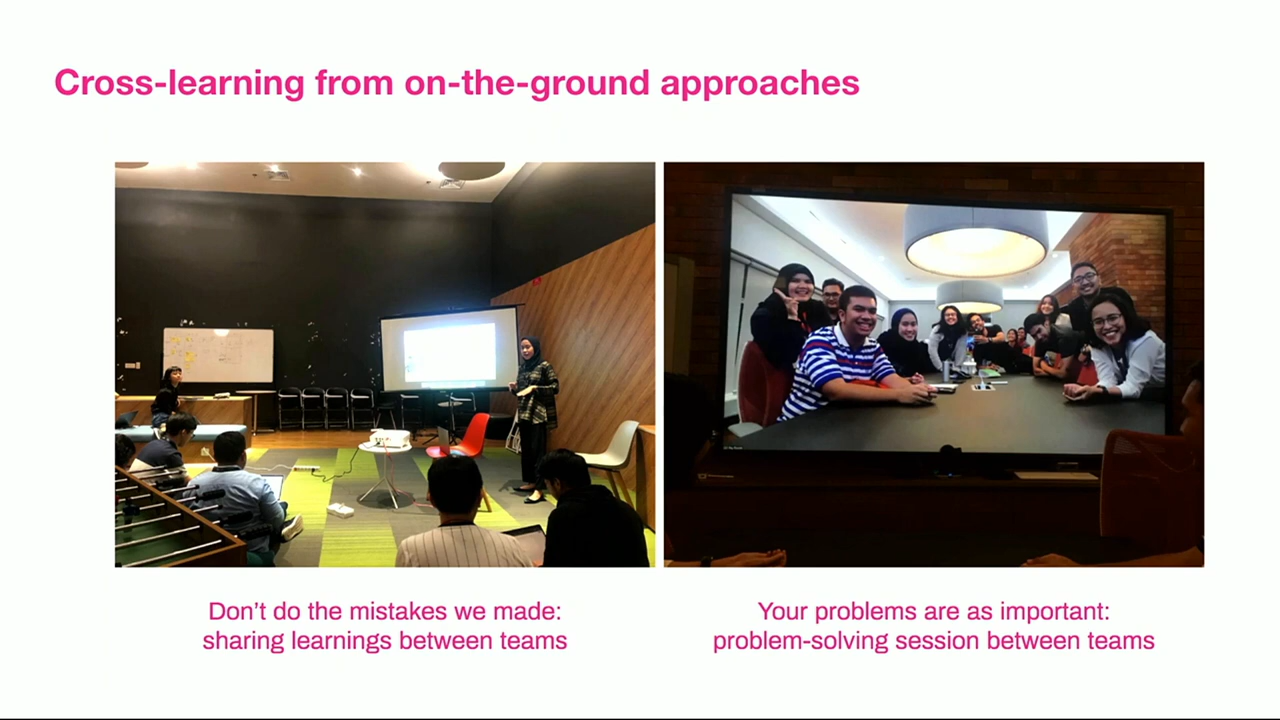 Cross-learning from on-the-ground approaches
Don’t do the mistakes we made:
sharing learnings between teams
Your problems are as important:
problem-solving session between teams